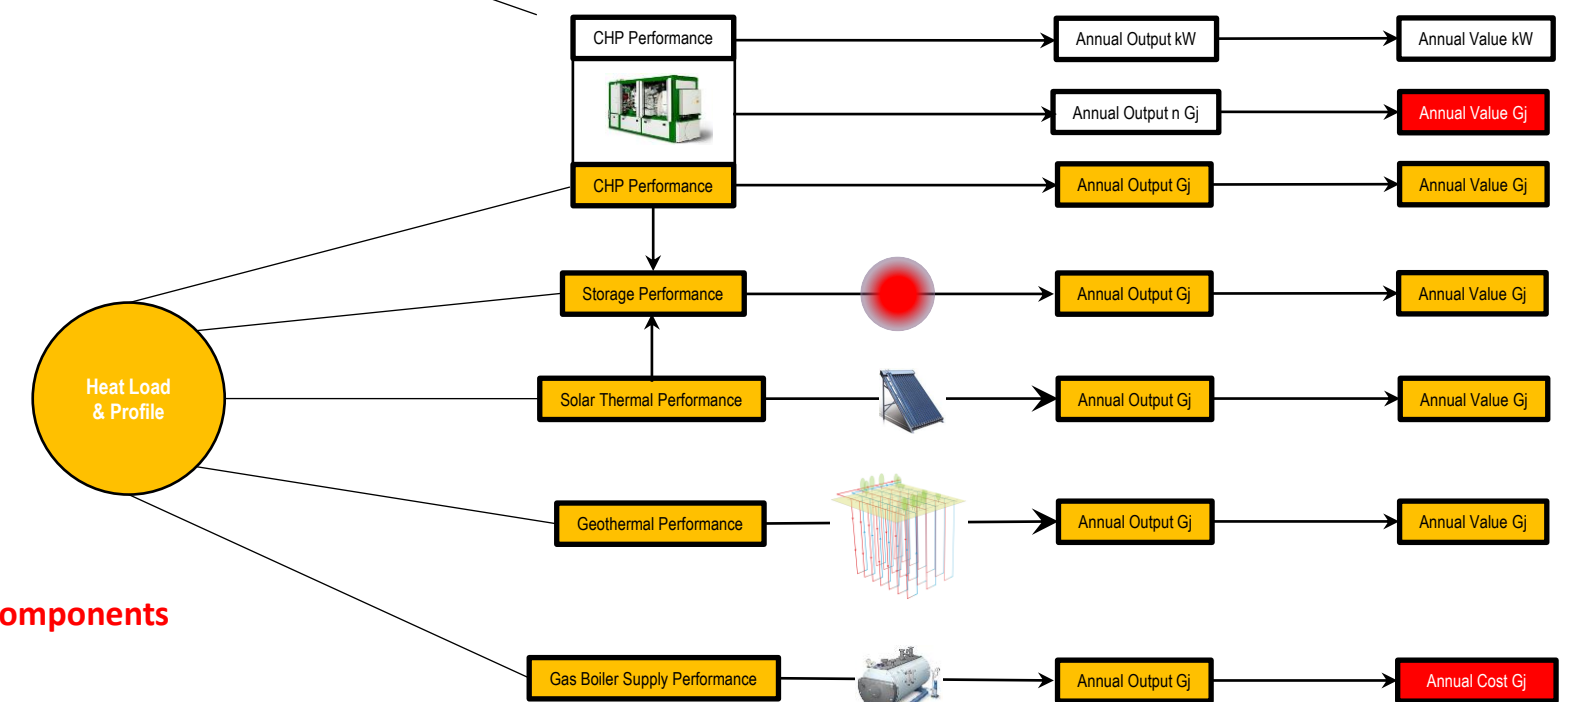 CHP Performance
Annual Output kW
Annual Value kW
Annual Output n Gj
Annual Value Gj
CHP Performance
Annual Output Gj
Annual Value Gj
Storage Performance
Annual Output Gj
Annual Value Gj
Heat Load
& Profile
Solar Thermal Performance
Annual Output Gj
Annual Value Gj
Geothermal Performance
Annual Output Gj
Annual Value Gj
omponents
Gas Boiler Supply Performance
Annual Output Gj
Annual Cost Gj